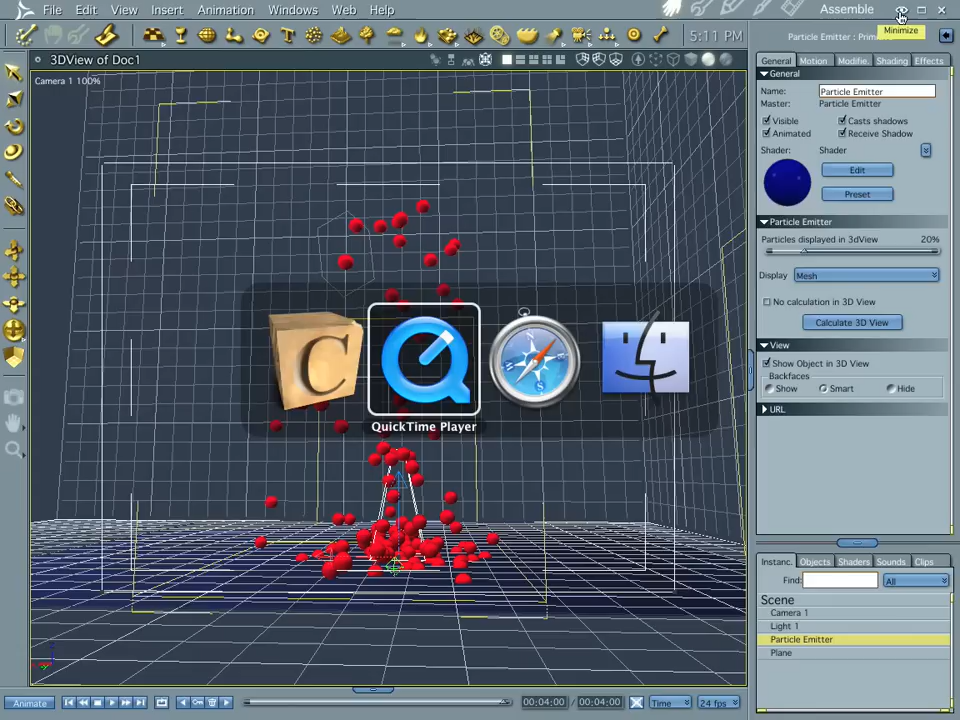 File Edit View Insert Animation Windows Web Help
Assemble
Minimize
5:11 PM
3DView of Doc1
Camera 1 100%
C
QuickTime Player
General Motion Modifie. Shading Effects
General
Name: Particle Emitter
Master: Particle Emitter
Visible Casts shadows
Animated Receive Shadow
Shader: Shader
Edit
Preset
Particle Emitter
Particles displayed in 3dView 20%
Display Mesh
No calculation in 3D View
Calculate 3D View
View
Show Object in 3D View
Backfaces
Show Smart Hide
URL
Instanc. Objects Shaders Sounds Clips
Find: All
Scene
Camera 1
Light 1
Particle Emitter
Plane
Animate 00:04:00 / 00:04:00 Time 24 fps